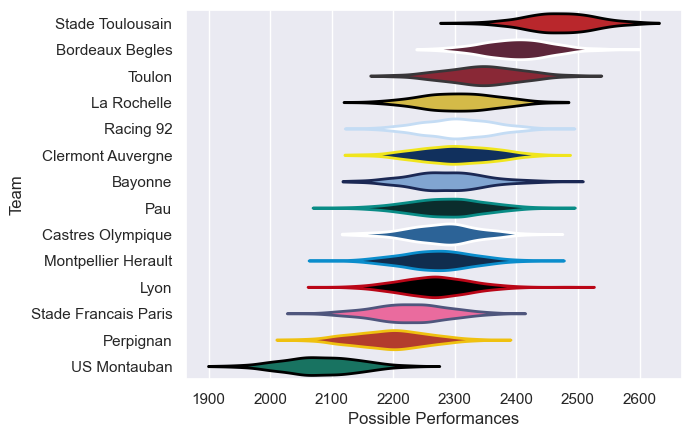 Stade Toulousain
Bordeaux Begles
Toulon
La Rochelle
Racing 92
Clermont Auvergne
Bayonne
Pau
Castres Olympique
Montpellier Herault
Lyon
Stade Francais Paris
Perpignan
US Montauban
Team
1900 2000 2100 2200 2300 2400 2500 2600
Possible Performances